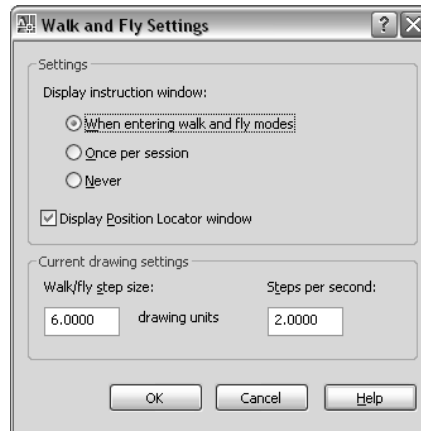 Walk and Fly Settings
Settings
Display instruction window:
When entering walk and fly modes
Once per session
Never
Display Position Locator window
Current drawing settings
Walk/fly step size: Steps per second:
6.0000 drawing units 2.0000
OK Cancel Help